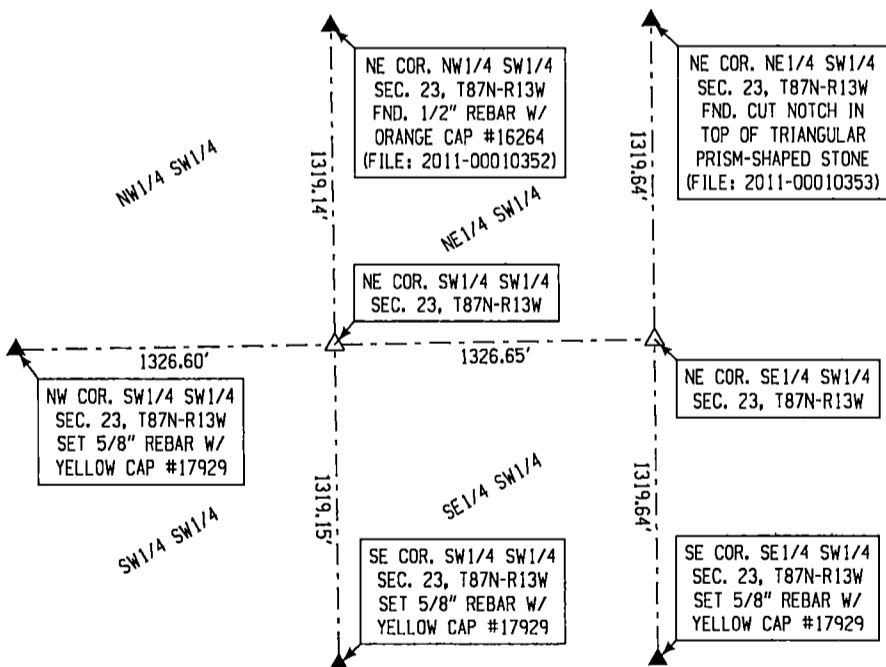 NE COR. NW1/4 SW1/4
SEC. 23, T87N-R13W
FND. 1/2" REBAR W/
ORANGE CAP #16264
(FILE: 2011-00010352)
NE COR. NE1/4 SW1/4
SEC. 23, T87N-R13W
FND. CUT NOTCH IN
TOP OF TRIANGULAR
PRISM-SHAPED STONE
(FILE: 2011-00010353)
NW1/4 SW1/4
1319.14'
1319.64'
NE1/4 SW1/4
NE COR. SW1/4 SW1/4
SEC. 23, T87N-R13W
1326.60'
1326.65'
NW COR. SW1/4 SW1/4
SEC. 23, T87N-R13W
SET 5/8" REBAR W/
YELLOW CAP #17929
NE COR. SE1/4 SW1/4
SEC. 23, T87N-R13W
SW1/4 SW1/4
1319.15'
SE1/4 SW1/4
1319.64'
SE COR. SW1/4 SW1/4
SEC. 23, T87N-R13W
SET 5/8" REBAR W/
YELLOW CAP #17929
SE COR. SE1/4 SW1/4
SEC. 23, T87N-R13W
SET 5/8" REBAR W/
YELLOW CAP #17929